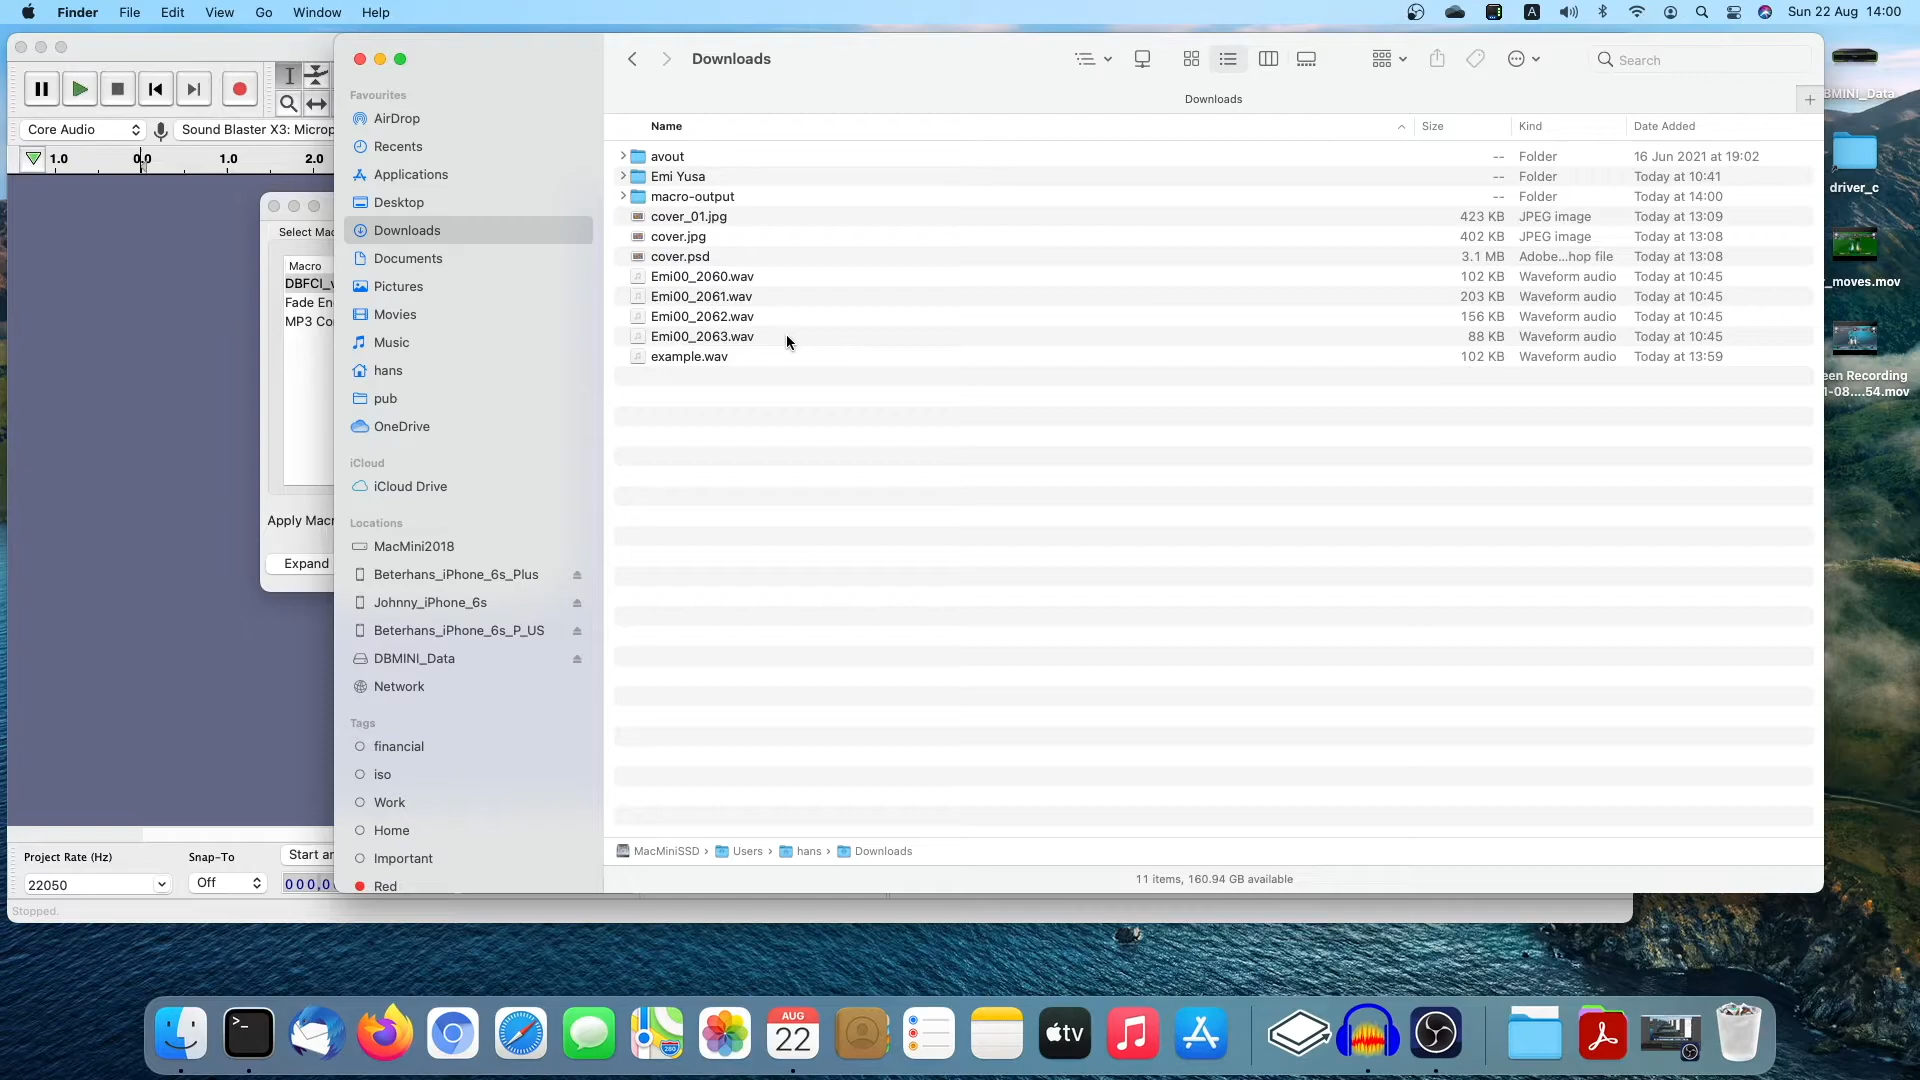 Finder File Edit View Go Window Help
A
Sun 22 Aug 14:00
Core Audio
Sound Blaster X3: Microp
1.0 0.0 1.0 2.0
Select Mac
Macro
DBFCI_v
Fade En
MP3 Co
Apply Macr
Expand
Project Rate (Hz)
Snap-To
Start an
22050
Off
0 0 0 , 0
Stopped.
Favourites
AirDrop
Recents
Applications
Desktop
Downloads
Documents
Pictures
Movies
Music
hans
pub
OneDrive
iCloud
iCloud Drive
Locations
MacMini2018
Beterhans_iPhone_6s_Plus
Johnny_iPhone_6s
Beterhans_iPhone_6s_P_US
DBMINI_Data
Network
Tags
financial
iso
Work
Home
Important
Red
Downloads
Search
Downloads
Name Size Kind Date Added
avout -- Folder 16 Jun 2021 at 19:02
Emi Yusa -- Folder Today at 10:41
macro-output -- Folder Today at 14:00
cover_01.jpg 423 KB JPEG image Today at 13:09
cover.jpg 402 KB JPEG image Today at 13:08
cover.psd 3.1 MB Adobe...hop file Today at 13:08
Emi00_2060.wav 102 KB Waveform audio Today at 10:45
Emi00_2061.wav 203 KB Waveform audio Today at 10:45
Emi00_2062.wav 156 KB Waveform audio Today at 10:45
Emi00_2063.wav 88 KB Waveform audio Today at 10:45
example.wav 102 KB Waveform audio Today at 13:59
MacMiniSSD › Users › hans › Downloads
11 items, 160.94 GB available
BMINI_Data
driver_c
_moves.mov
een Recording
1-08....54.mov
>_
280
AUG
22
tv